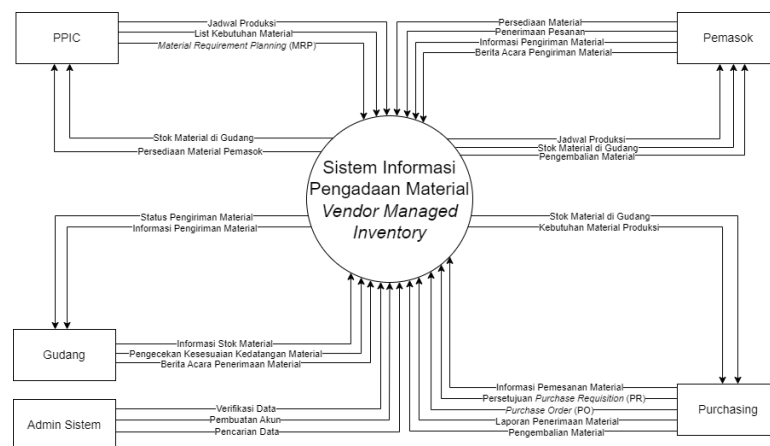 PPIC
Jadwal Produksi
List Kebutuhan Material
Material Requirement Planning (MRP)
Stok Material di Gudang
Persediaan Material Pemasok
Persediaan Material
Penerimaan Pesanan
Informasi Pengiriman Material
Berita Acara Pengiriman Material
Pemasok
Jadwal Produksi
Stok Material di Gudang
Pengembalian Material
Sistem Informasi
Pengadaan Material
Vendor Managed
Inventory
Status Pengiriman Material
Informasi Pengiriman Material
Stok Material di Gudang
Kebutuhan Material Produksi
Gudang
Informasi Stok Material
Pengecekan Kesesuaian Kedatangan Material
Berita Acara Penerimaan Material
Admin Sistem
Verifikasi Data
Pembuatan Akun
Pencarian Data
Informasi Pemesanan Material
Persetujuan Purchase Requisition (PR)
Purchase Order (PO)
Laporan Penerimaan Material
Pengembalian Material
Purchasing